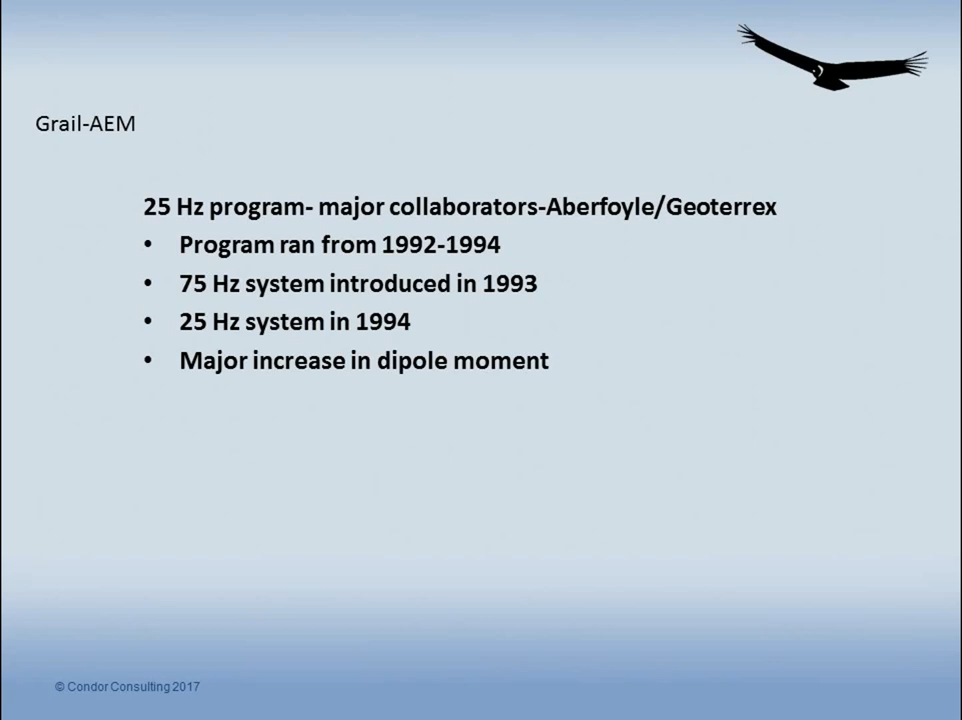 Grail-AEM
25 Hz program- major collaborators-Aberfoyle/Geoterrex
• Program ran from 1992-1994
• 75 Hz system introduced in 1993
• 25 Hz system in 1994
• Major increase in dipole moment
© Condor Consulting 2017